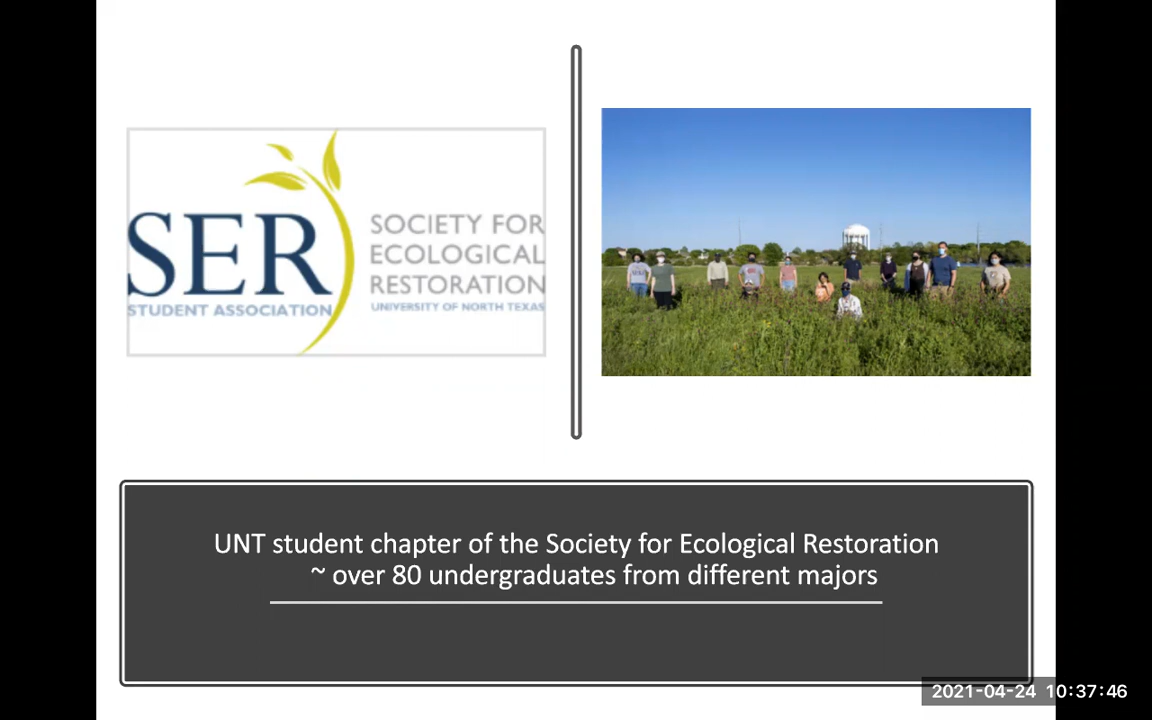 SER
STUDENT ASSOCIATION
SOCIETY FOR
ECOLOGICAL
RESTORATION
UNIVERSITY OF NORTH TEXAS
UNT student chapter of the Society for Ecological Restoration
~ over 80 undergraduates from different majors
2021-04-24 10:37:46